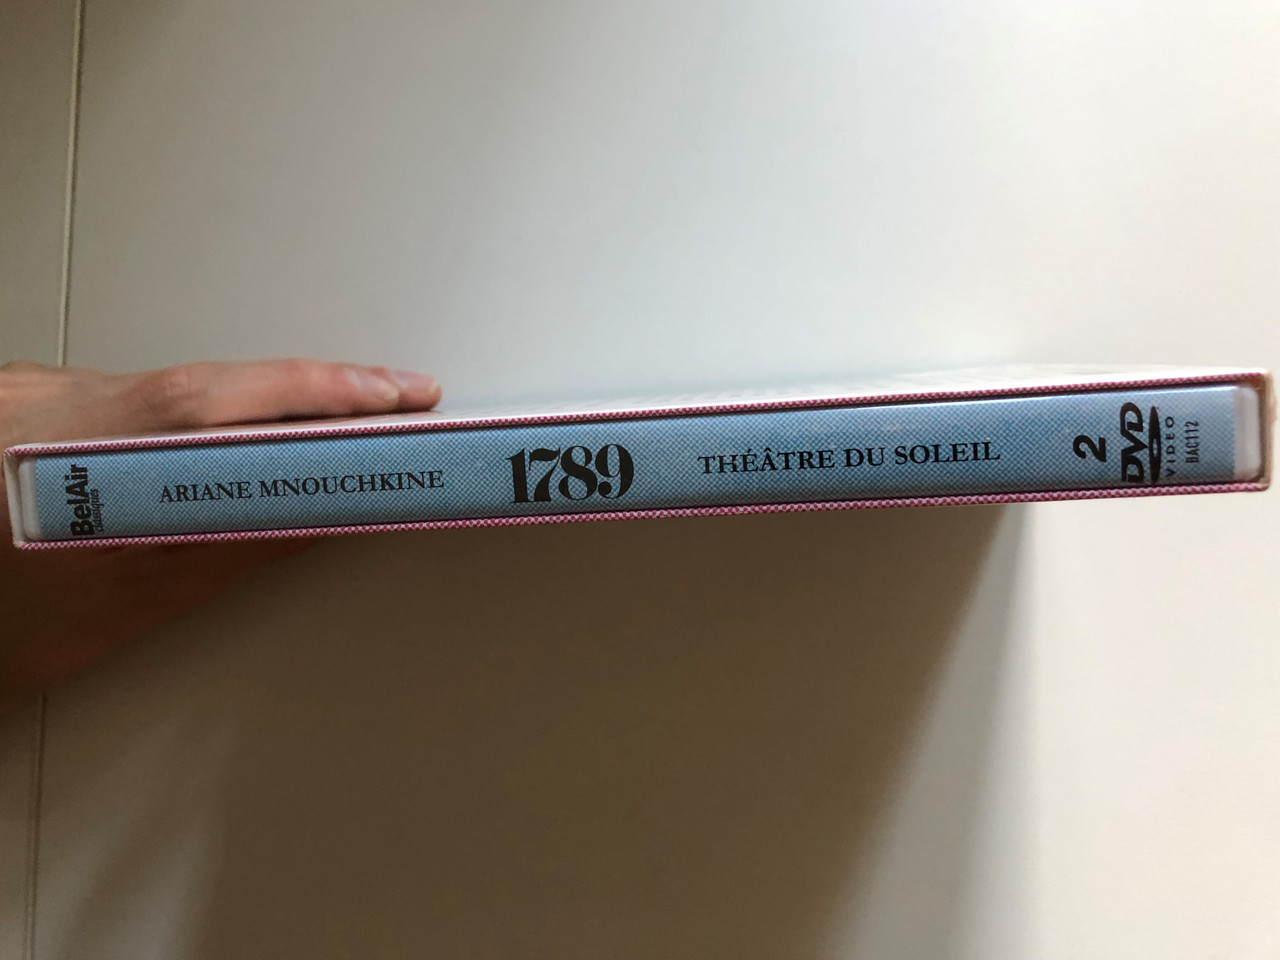 BelAir
classiques
ARIANE MNOUCHKINE
1789
THÉÂTRE DU SOLEIL
2
DVD
VIDEO
BAC112